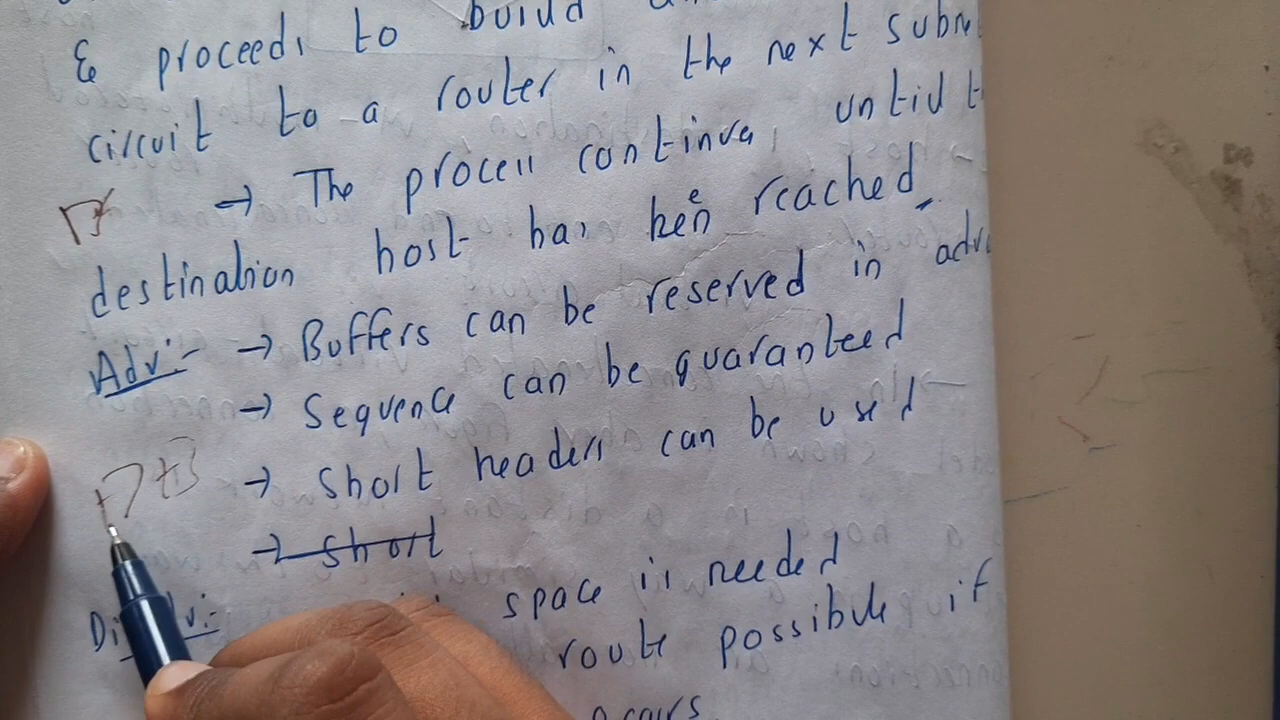 & proceeds to build
circuit to a router in the next subn
→ The process continues until t
destination host has been reached
Adv:- → Buffers can be reserved in adv
→ Sequence can be guaranteed
→ Short headers can be used
→ Short
space is needed
route possible if
occurs